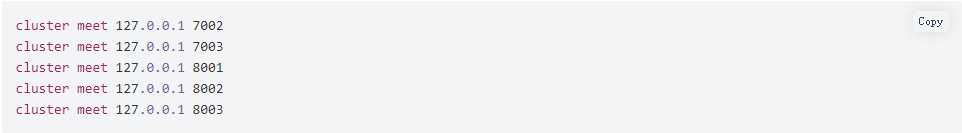 cluster meet 127.0.0.1 7002
Copy
cluster meet 127.0.0.1 7003
cluster meet 127.0.0.1 8001
cluster meet 127.0.0.1 8002
cluster meet 127.0.0.1 8003